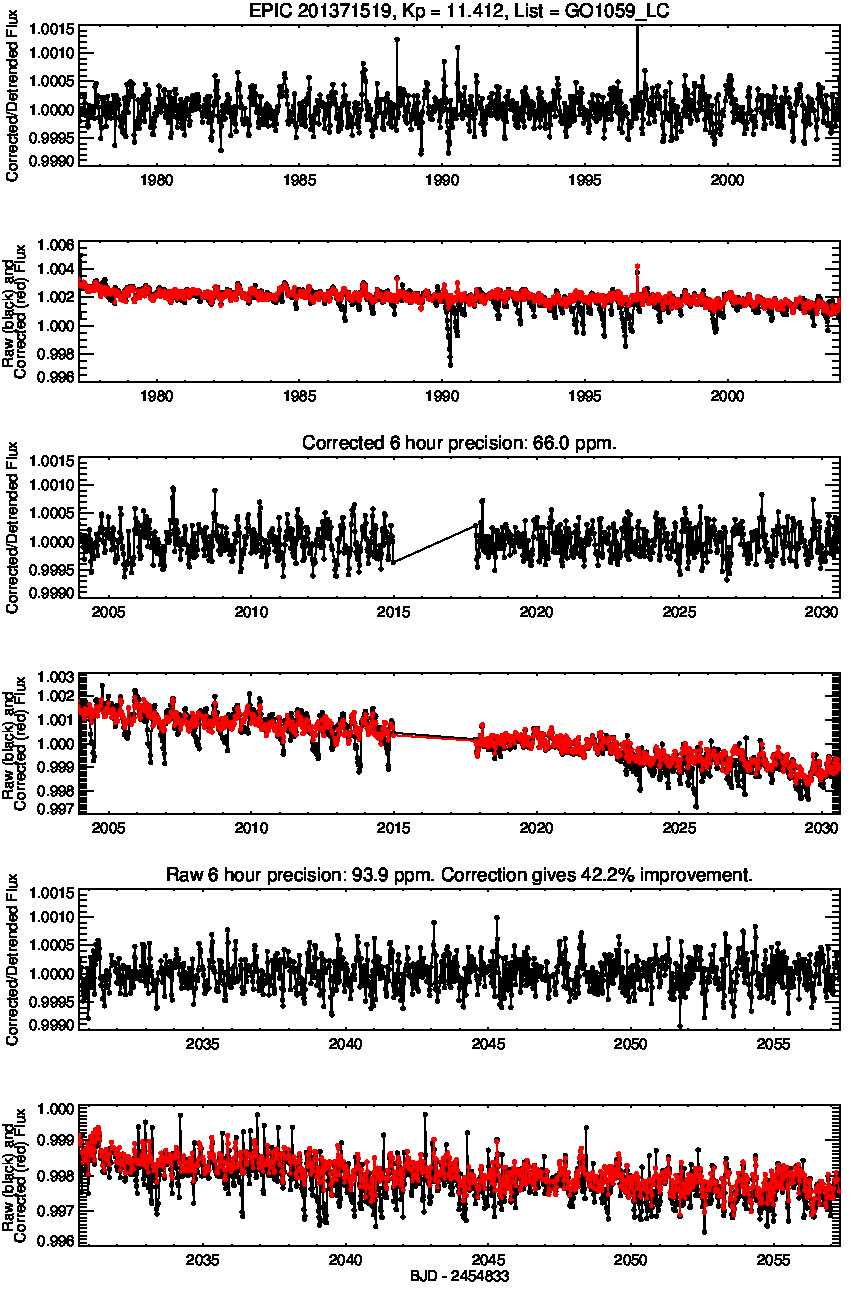 EPIC 201371519, Kp = 11.412, List = GO1059_LC
Corrected/Detrended Flux
1.0015
1.0010
1.0005
1.0000
0.9995
0.9990
1980 1985 1990 1995 2000
Raw (black) and
Corrected (red) Flux
1.006
1.004
1.002
1.000
0.998
0.996
1980 1985 1990 1995 2000
Corrected 6 hour precision: 66.0 ppm.
Corrected/Detrended Flux
1.0015
1.0010
1.0005
1.0000
0.9995
0.9990
2005 2010 2015 2020 2025 2030
Raw (black) and
Corrected (red) Flux
1.003
1.002
1.001
1.000
0.999
0.998
0.997
2005 2010 2015 2020 2025 2030
Raw 6 hour precision: 93.9 ppm. Correction gives 42.2% improvement.
Corrected/Detrended Flux
1.0015
1.0010
1.0005
1.0000
0.9995
0.9990
2035 2040 2045 2050 2055
Raw (black) and
Corrected (red) Flux
1.000
0.999
0.998
0.997
0.996
2035 2040 2045 2050 2055
BJD - 2454833